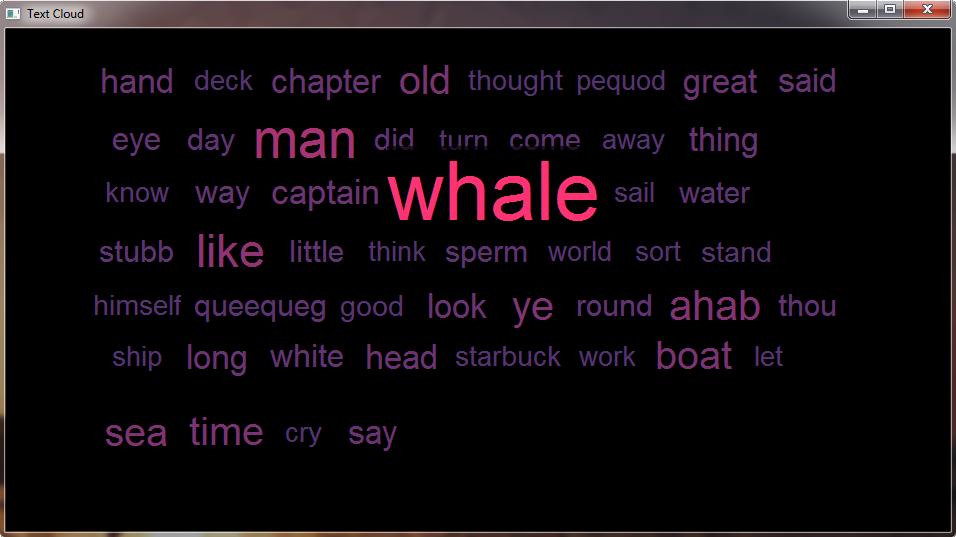 Text Cloud
hand deck chapter old thought pequod great said
eye day man did turn come away thing
know way captain whale sail water
stubb like little think sperm world sort stand
himself queequeg good look ye round ahab thou
ship long white head starbuck work boat let
sea time cry say